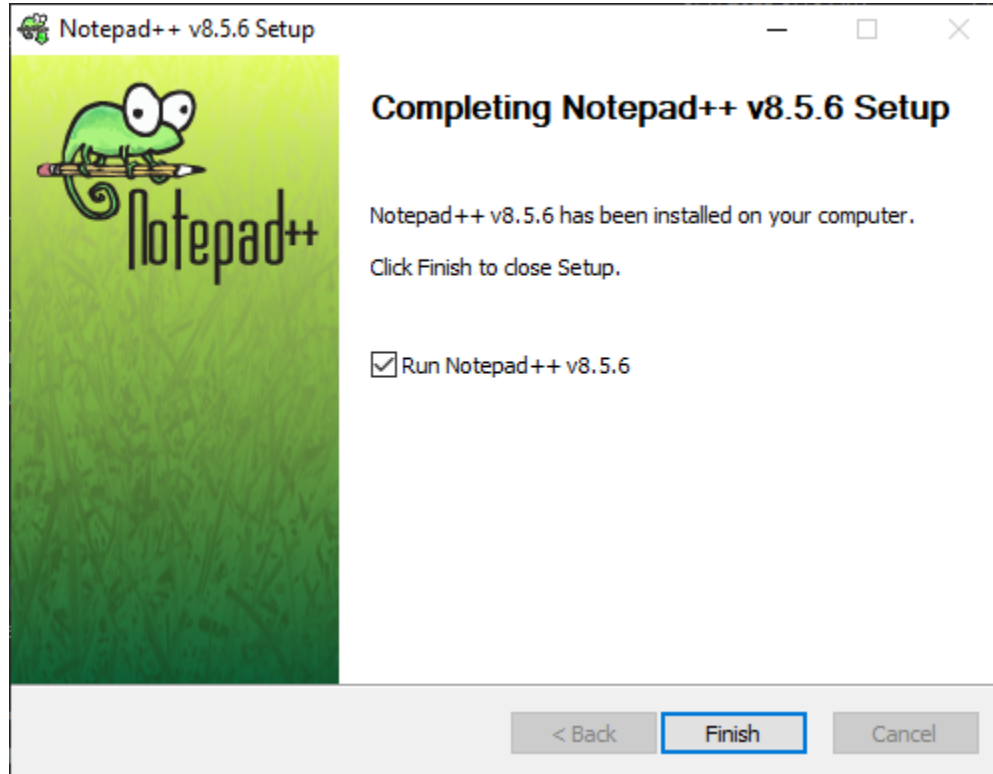 Notepad++ v8.5.6 Setup
Notepad++
Completing Notepad++ v8.5.6 Setup
Notepad++ v8.5.6 has been installed on your computer.
Click Finish to close Setup.
Run Notepad++ v8.5.6
< Back
Finish
Cancel